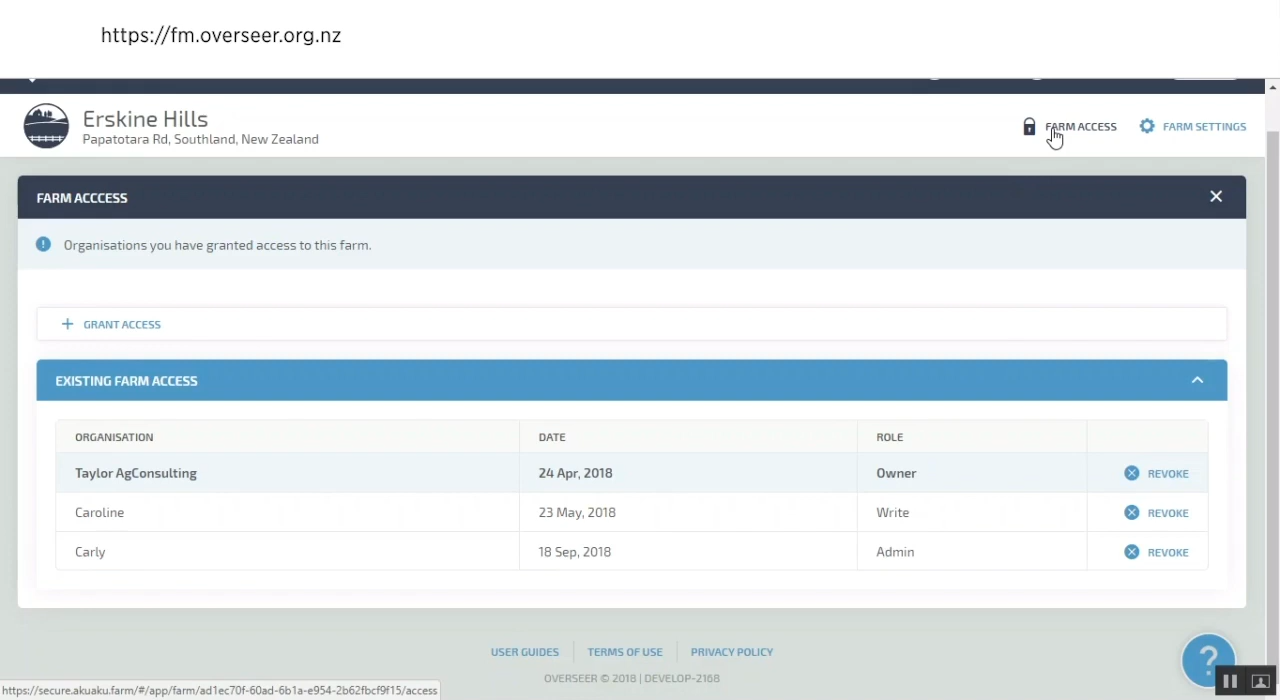 https://fm.overseer.org.nz
Erskine Hills
Papatotara Rd, Southland, New Zealand
FARM ACCESS
FARM SETTINGS
FARM ACCCESS
Organisations you have granted access to this farm.
GRANT ACCESS
EXISTING FARM ACCESS
ORGANISATION DATE ROLE
Taylor AgConsulting 24 Apr, 2018 Owner REVOKE
Caroline 23 May, 2018 Write REVOKE
Carly 18 Sep, 2018 Admin REVOKE
USER GUIDES TERMS OF USE PRIVACY POLICY
OVERSEER © 2018 | DEVELOP-2168
?
https://secure.akuaku.farm/#/app/farm/ad1ec70f-60ad-6b1a-e954-2b62fbcf9f15/access